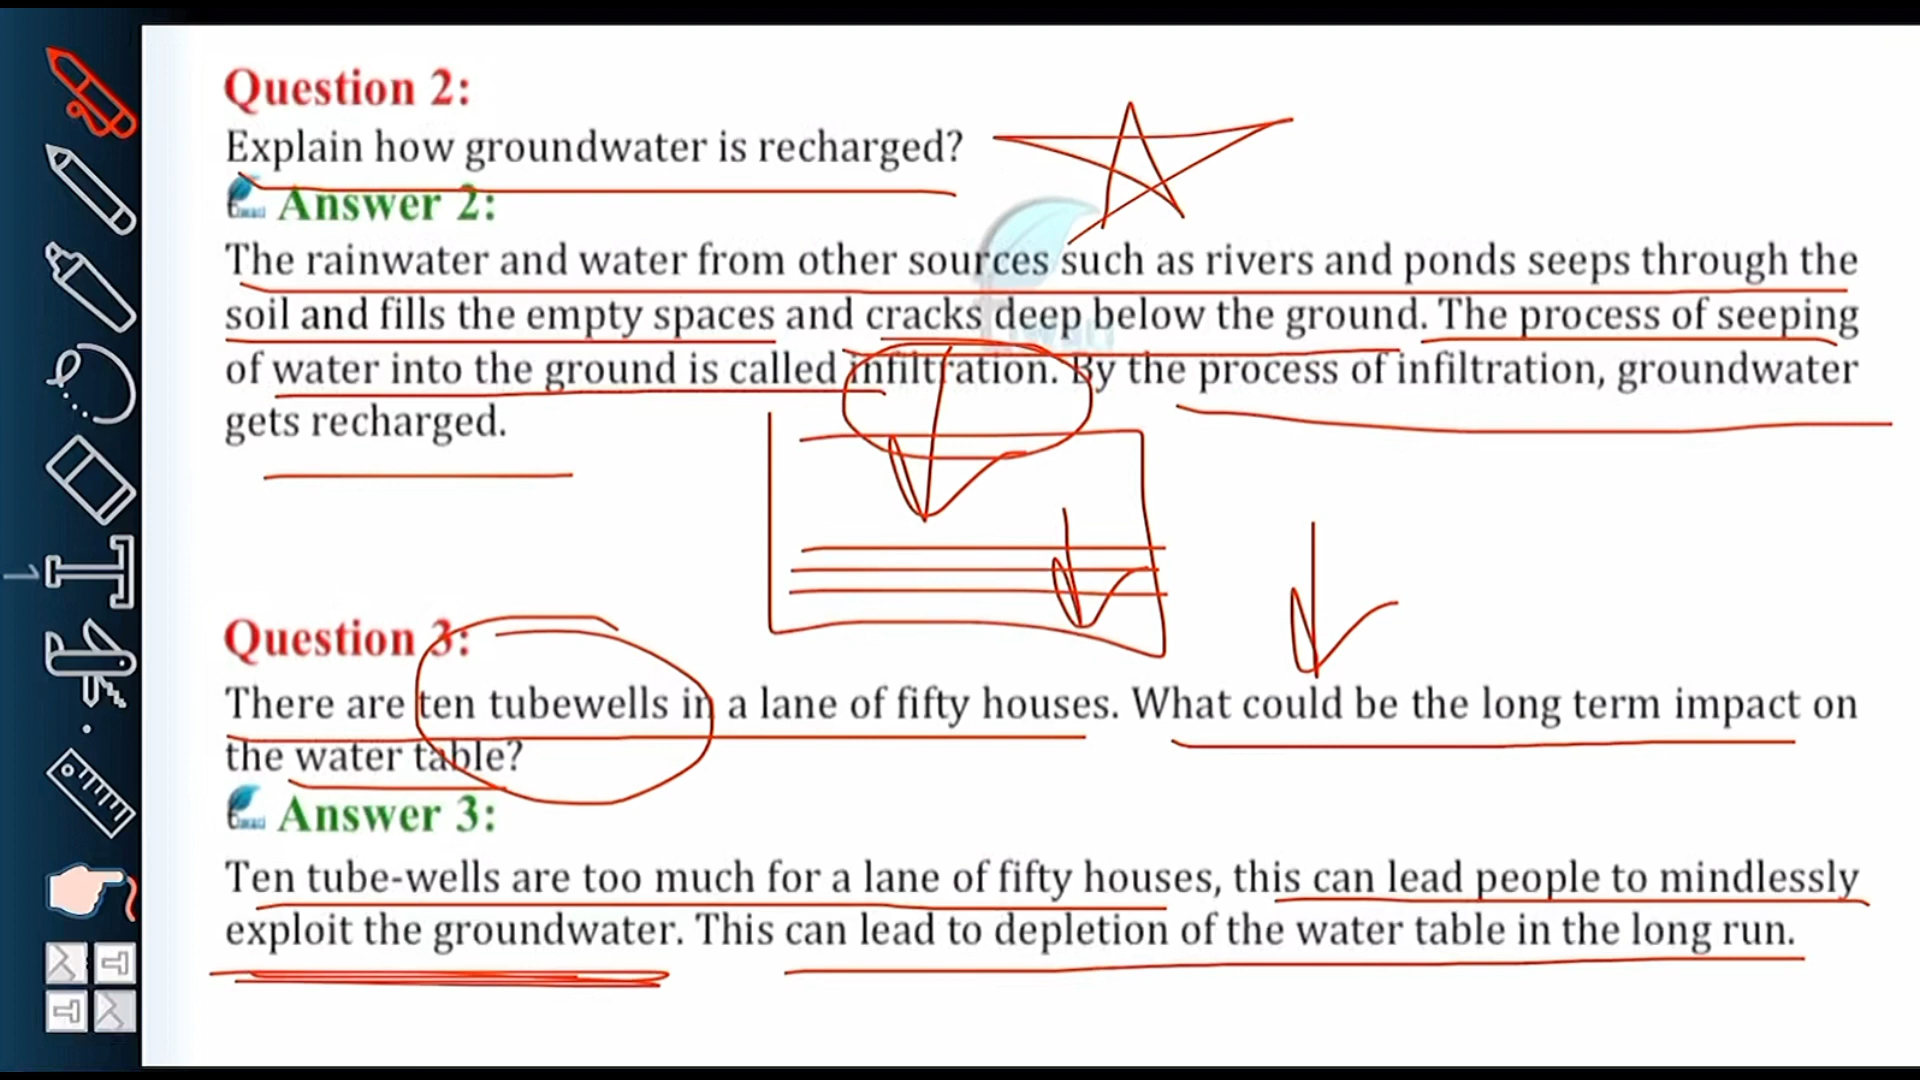 Question 2:
Explain how groundwater is recharged?
Answer 2:
The rainwater and water from other sources such as rivers and ponds seeps through the
soil and fills the empty spaces and cracks deep below the ground. The process of seeping
of water into the ground is called infiltration. By the process of infiltration, groundwater
gets recharged.
Question 3:
There are ten tubewells in a lane of fifty houses. What could be the long term impact on
the water table?
Answer 3:
Ten tube-wells are too much for a lane of fifty houses, this can lead people to mindlessly
exploit the groundwater. This can lead to depletion of the water table in the long run.